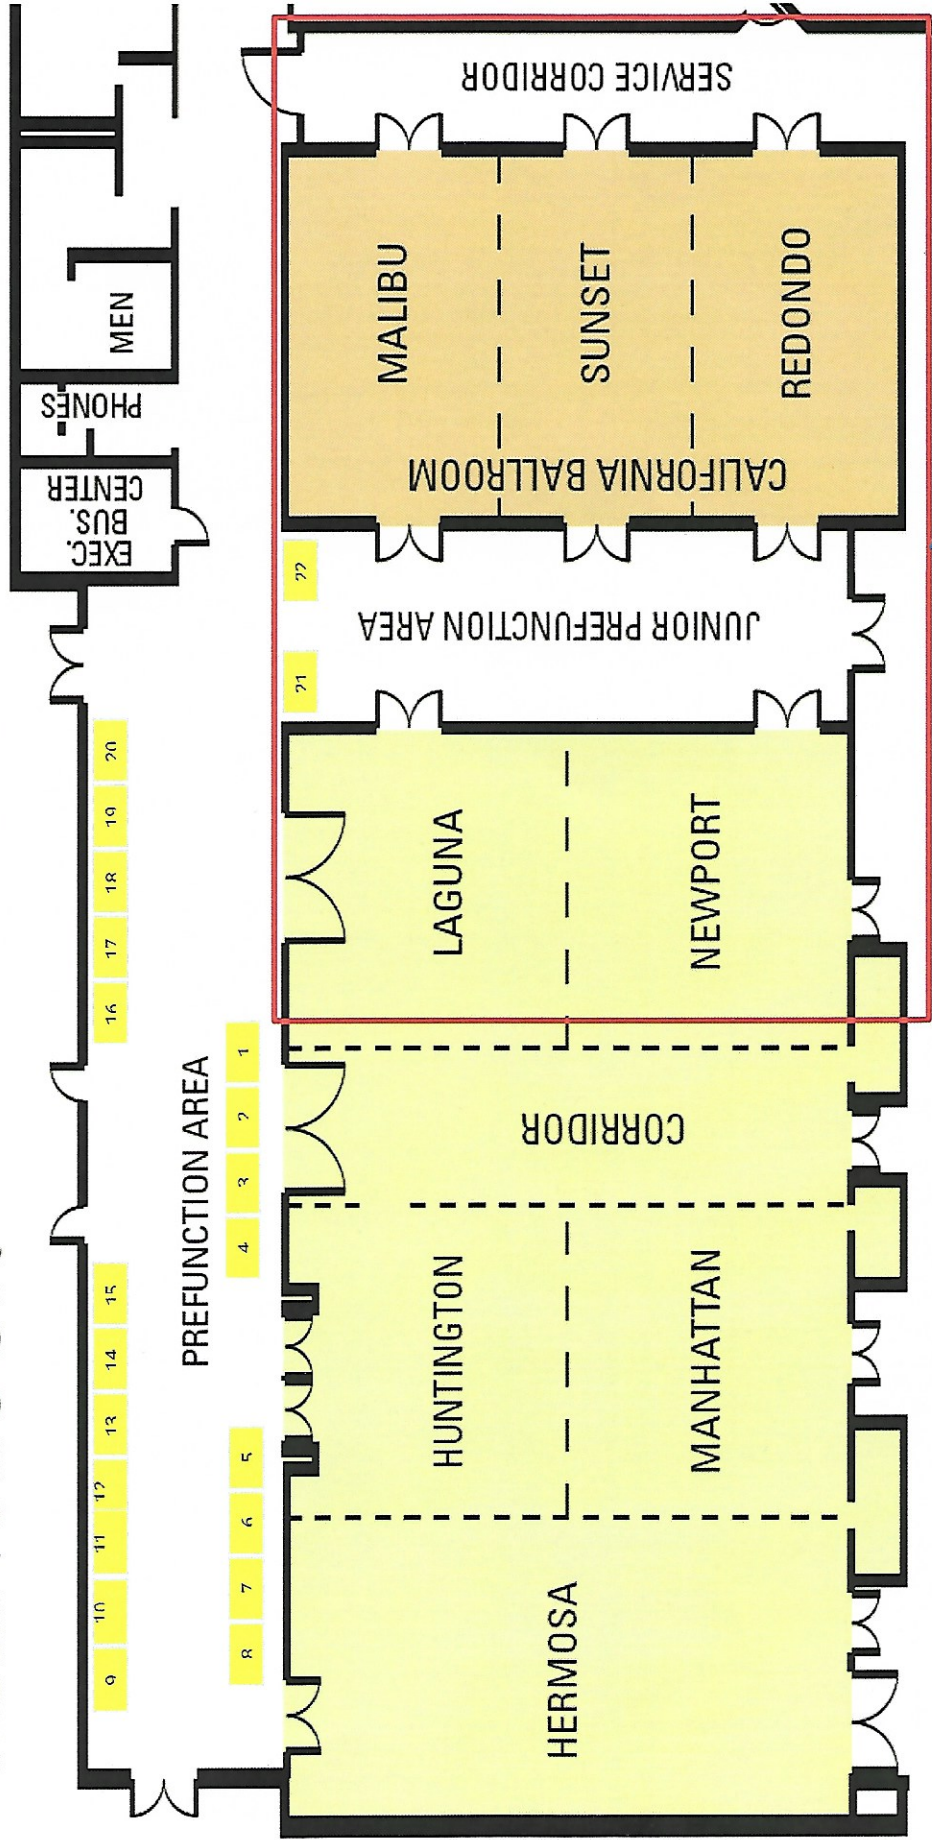 SERVICE CORRIDOR
MALIBU
SUNSET
REDONDO
CALIFORNIA BALLROOM
MEN
PHONES
EXEC.
BUS.
CENTER
22
21
JUNIOR PREFUNCTION AREA
LAGUNA
NEWPORT
20
19
18
17
16
PREFUNCTION AREA
1
2
3
4
CORRIDOR
HUNTINGTON
MANHATTAN
15
14
13
12
11
10
9
5
6
7
8
HERMOSA